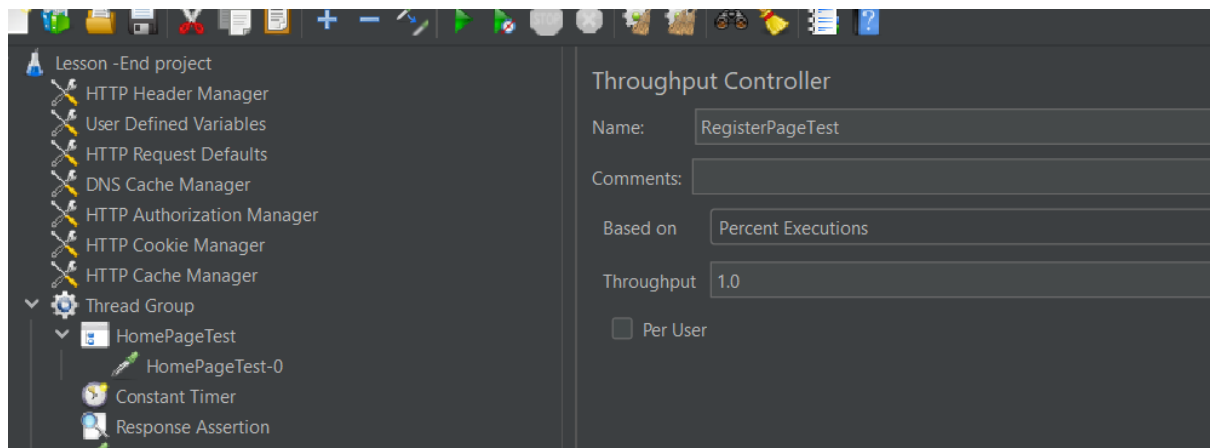 STOP
Lesson -End project
HTTP Header Manager
User Defined Variables
HTTP Request Defaults
DNS Cache Manager
HTTP Authorization Manager
HTTP Cookie Manager
HTTP Cache Manager
Thread Group
HomePageTest
HomePageTest-0
Constant Timer
Response Assertion
Throughput Controller
Name: RegisterPageTest
Comments:
Based on Percent Executions
Throughput 1.0
Per User